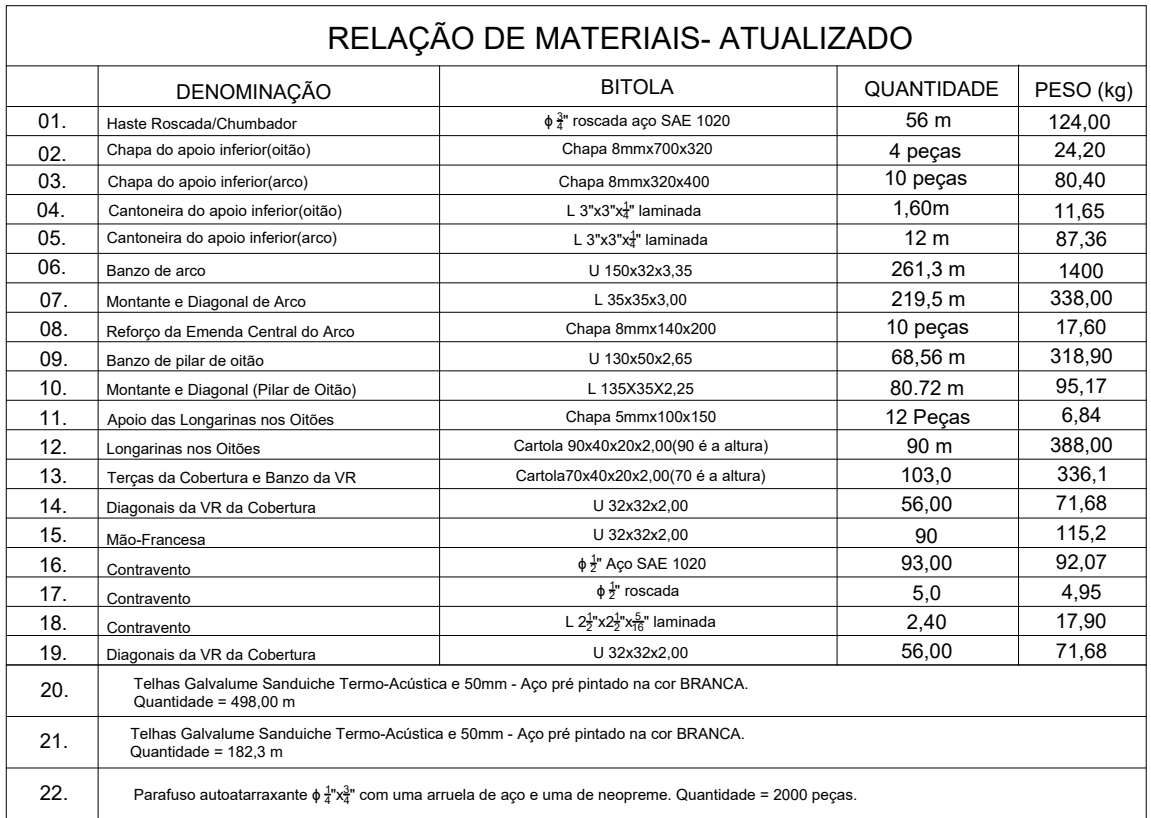 RELAÇÃO DE MATERIAIS- ATUALIZADO
DENOMINAÇÃO BITOLA QUANTIDADE PESO (kg)
01. Haste Roscada/Chumbador ϕ 3/4" roscada aço SAE 1020 56 m 124,00
02. Chapa do apoio inferior(oitão) Chapa 8mmx700x320 4 peças 24,20
03. Chapa do apoio inferior(arco) Chapa 8mmx320x400 10 peças 80,40
04. Cantoneira do apoio inferior(oitão) L 3"x3"x1/4" laminada 1,60m 11,65
05. Cantoneira do apoio inferior(arco) L 3"x3"x1/4" laminada 12 m 87,36
06. Banzo de arco U 150x32x3,35 261,3 m 1400
07. Montante e Diagonal de Arco L 35x35x3,00 219,5 m 338,00
08. Reforço da Emenda Central do Arco Chapa 8mmx140x200 10 peças 17,60
09. Banzo de pilar de oitão U 130x50x2,65 68,56 m 318,90
10. Montante e Diagonal (Pilar de Oitão) L 135X35X2,25 80.72 m 95,17
11. Apoio das Longarinas nos Oitões Chapa 5mmx100x150 12 Peças 6,84
12. Longarinas nos Oitões Cartola 90x40x20x2,00(90 é a altura) 90 m 388,00
13. Terças da Cobertura e Banzo da VR Cartola70x40x20x2,00(70 é a altura) 103,0 336,1
14. Diagonais da VR da Cobertura U 32x32x2,00 56,00 71,68
15. Mão-Francesa U 32x32x2,00 90 115,2
16. Contravento ϕ 1/2" Aço SAE 1020 93,00 92,07
17. Contravento ϕ 1/2" roscada 5,0 4,95
18. Contravento L 2 1/2"x2 1/2"x5/16" laminada 2,40 17,90
19. Diagonais da VR da Cobertura U 32x32x2,00 56,00 71,68
20. Telhas Galvalume Sanduiche Termo-Acústica e 50mm - Aço pré pintado na cor BRANCA.
Quantidade = 498,00 m
21. Telhas Galvalume Sanduiche Termo-Acústica e 50mm - Aço pré pintado na cor BRANCA.
Quantidade = 182,3 m
22. Parafuso autoatarraxante ϕ 1/4"x3/4" com uma arruela de aço e uma de neopreme. Quantidade = 2000 peças.